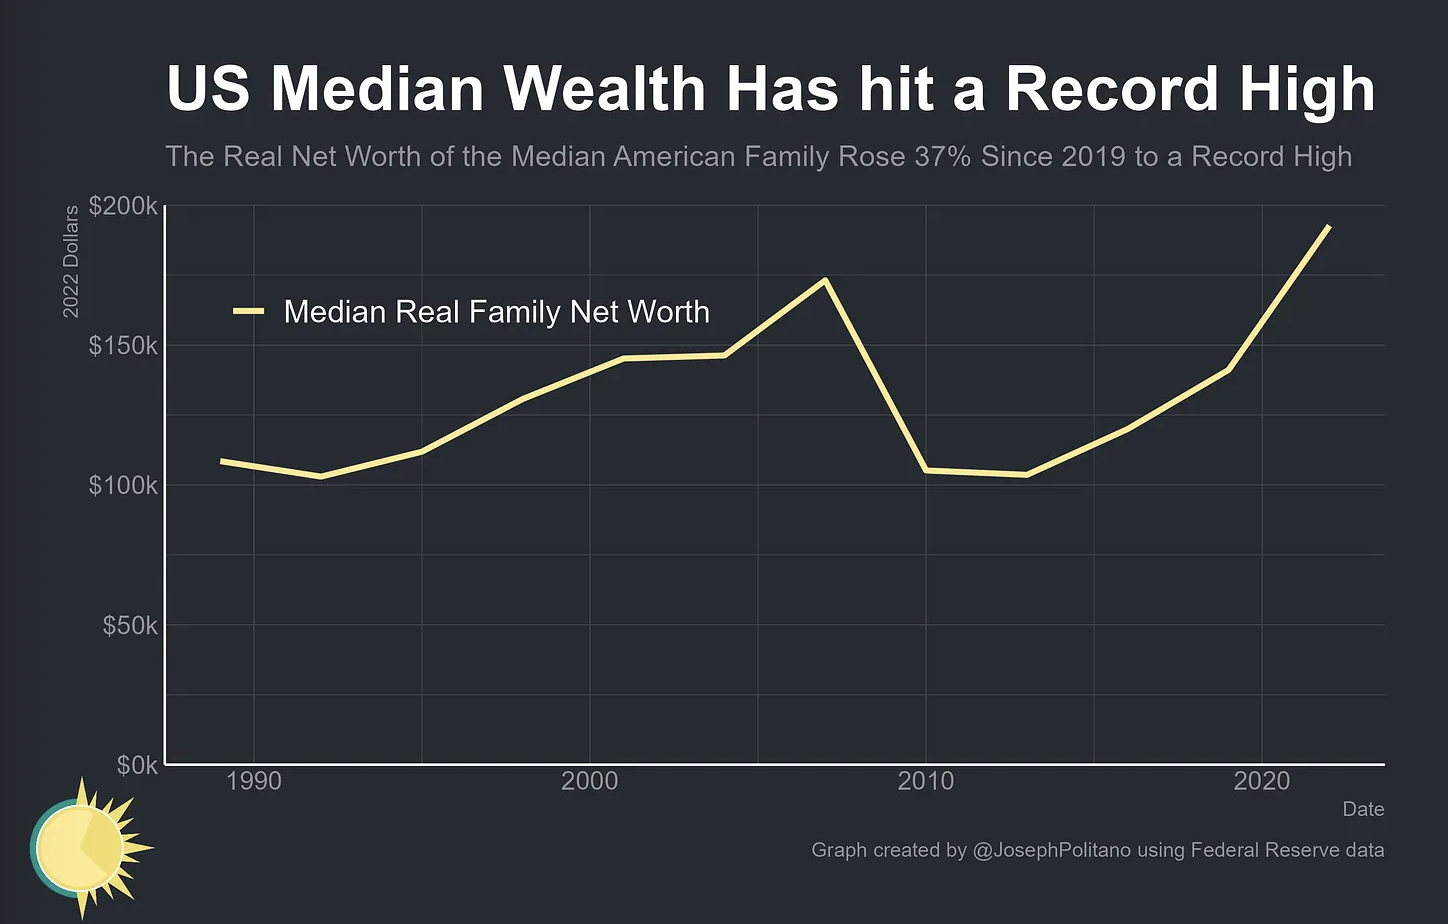 US Median Wealth Has hit a Record High
The Real Net Worth of the Median American Family Rose 37% Since 2019 to a Record High
2022 Dollars
$200k
$150k
$100k
$50k
$0k
Median Real Family Net Worth
1990
2000
2010
2020
Date
Graph created by @JosephPolitano using Federal Reserve data